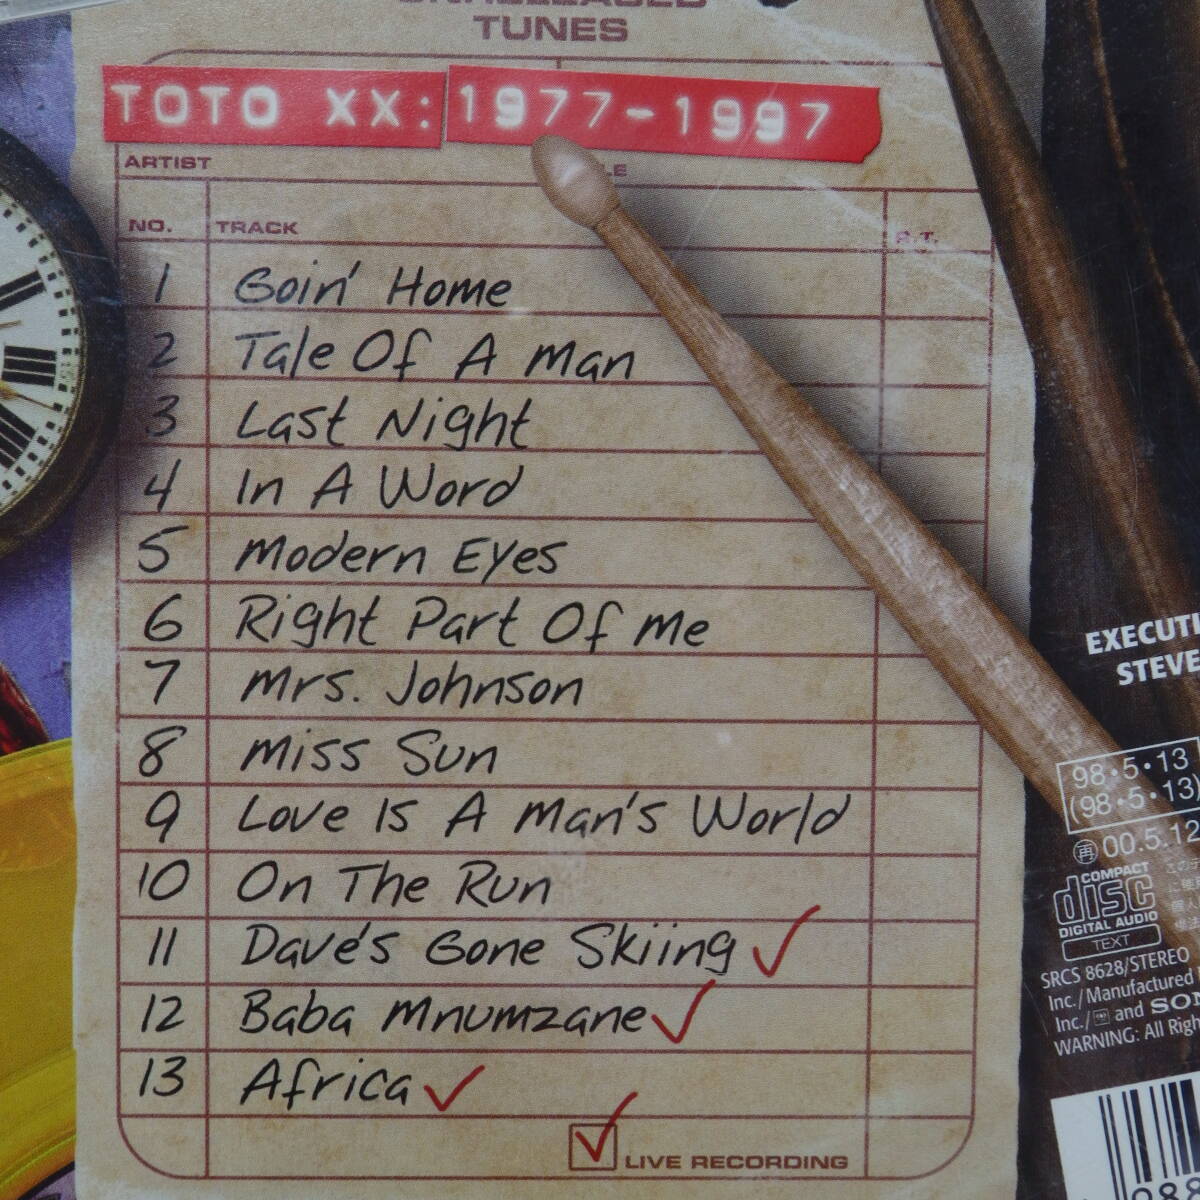 UNRELEASED
TUNES
TOTO XX: 1977-1997
ARTIST
NO. TRACK
1 Goin' Home
2 Tale Of A Man
3 Last Night
4 In A Word
5 Modern Eyes
6 Right Part Of Me
7 Mrs. Johnson
8 Miss Sun
9 Love Is A Man's World
10 On The Run
11 Dave's Gone Skiing ✓
12 Baba Mnumzane ✓
13 Africa ✓
✓ LIVE RECORDING
EXECUTI
STEVE
98・5・13
(98・5・13)
再 00.5.12
COMPACT
disc
DIGITAL AUDIO
TEXT
SRCS 8628/STEREO
Inc./Manufactured
Inc./ and SON
WARNING: All Righ